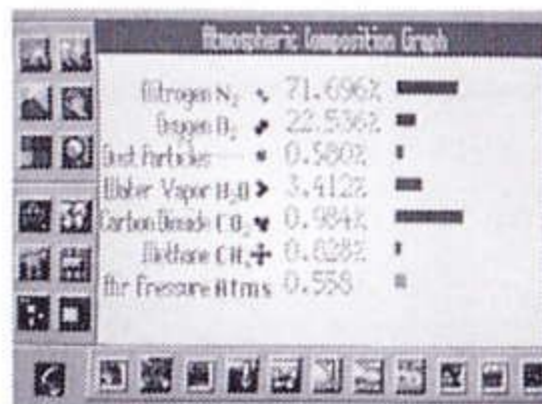 Atmospheric Composition Graph
Nitrogen N₂ 71.696%
Oxygen O₂ 22.536%
Dust Particles 0.580%
Water Vapor H₂O 3.412%
Carbon Dioxide CO₂ 0.984%
Methane CH₄ 0.828%
Air Pressure Atms 0.558